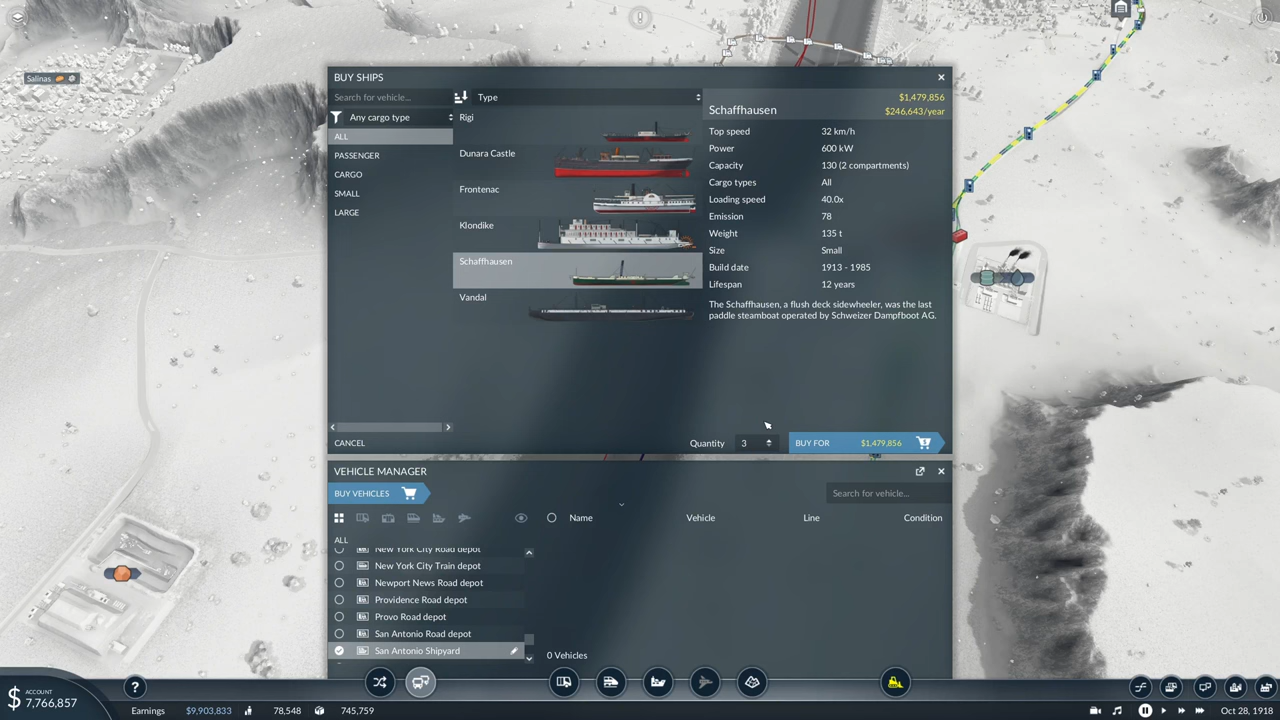 Salinas
BUY SHIPS
Search for vehicle...
Type
$1,479,856
Schaffhausen
$246,643/year
Any cargo type
Rigi
ALL
Top speed 32 km/h
Power 600 kW
PASSENGER
Dunara Castle
Capacity 130 (2 compartments)
CARGO
Cargo types All
SMALL
Frontenac
Loading speed 40.0x
LARGE
Emission 78
Klondike
Weight 135 t
Size Small
Schaffhausen
Build date 1913 - 1985
Lifespan 12 years
Vandal
The Schaffhausen, a flush deck sidewheeler, was the last
paddle steamboat operated by Schweizer Dampfboot AG.
CANCEL
Quantity 3
BUY FOR $1,479,856
VEHICLE MANAGER
BUY VEHICLES
Search for vehicle...
Name Vehicle Line Condition
ALL
New York City Road depot
New York City Train depot
Newport News Road depot
Providence Road depot
Provo Road depot
San Antonio Road depot
San Antonio Shipyard
0 Vehicles
$ ACCOUNT
7,766,857
?
Earnings $9,903,833 78,548 745,759
Oct 28, 1918